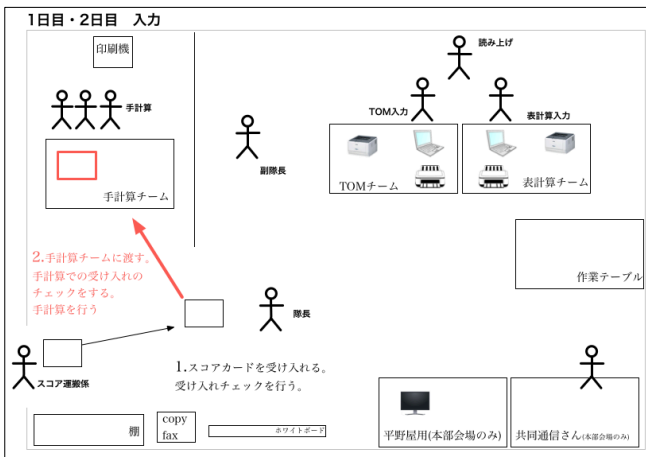 1日目・2日目　入力
印刷機
読み上げ
手計算
TOM入力
表計算入力
副隊長
手計算チーム
TOMチーム
表計算チーム
2.手計算チームに渡す。
手計算での受け入れの
チェックをする。
手計算を行う
作業テーブル
隊長
1.スコアカードを受け入れる。
受け入れチェックを行う。
スコア運搬係
棚
copy
fax
ホワイトボード
平野屋用(本部会場のみ)
共同通信さん(本部会場のみ)